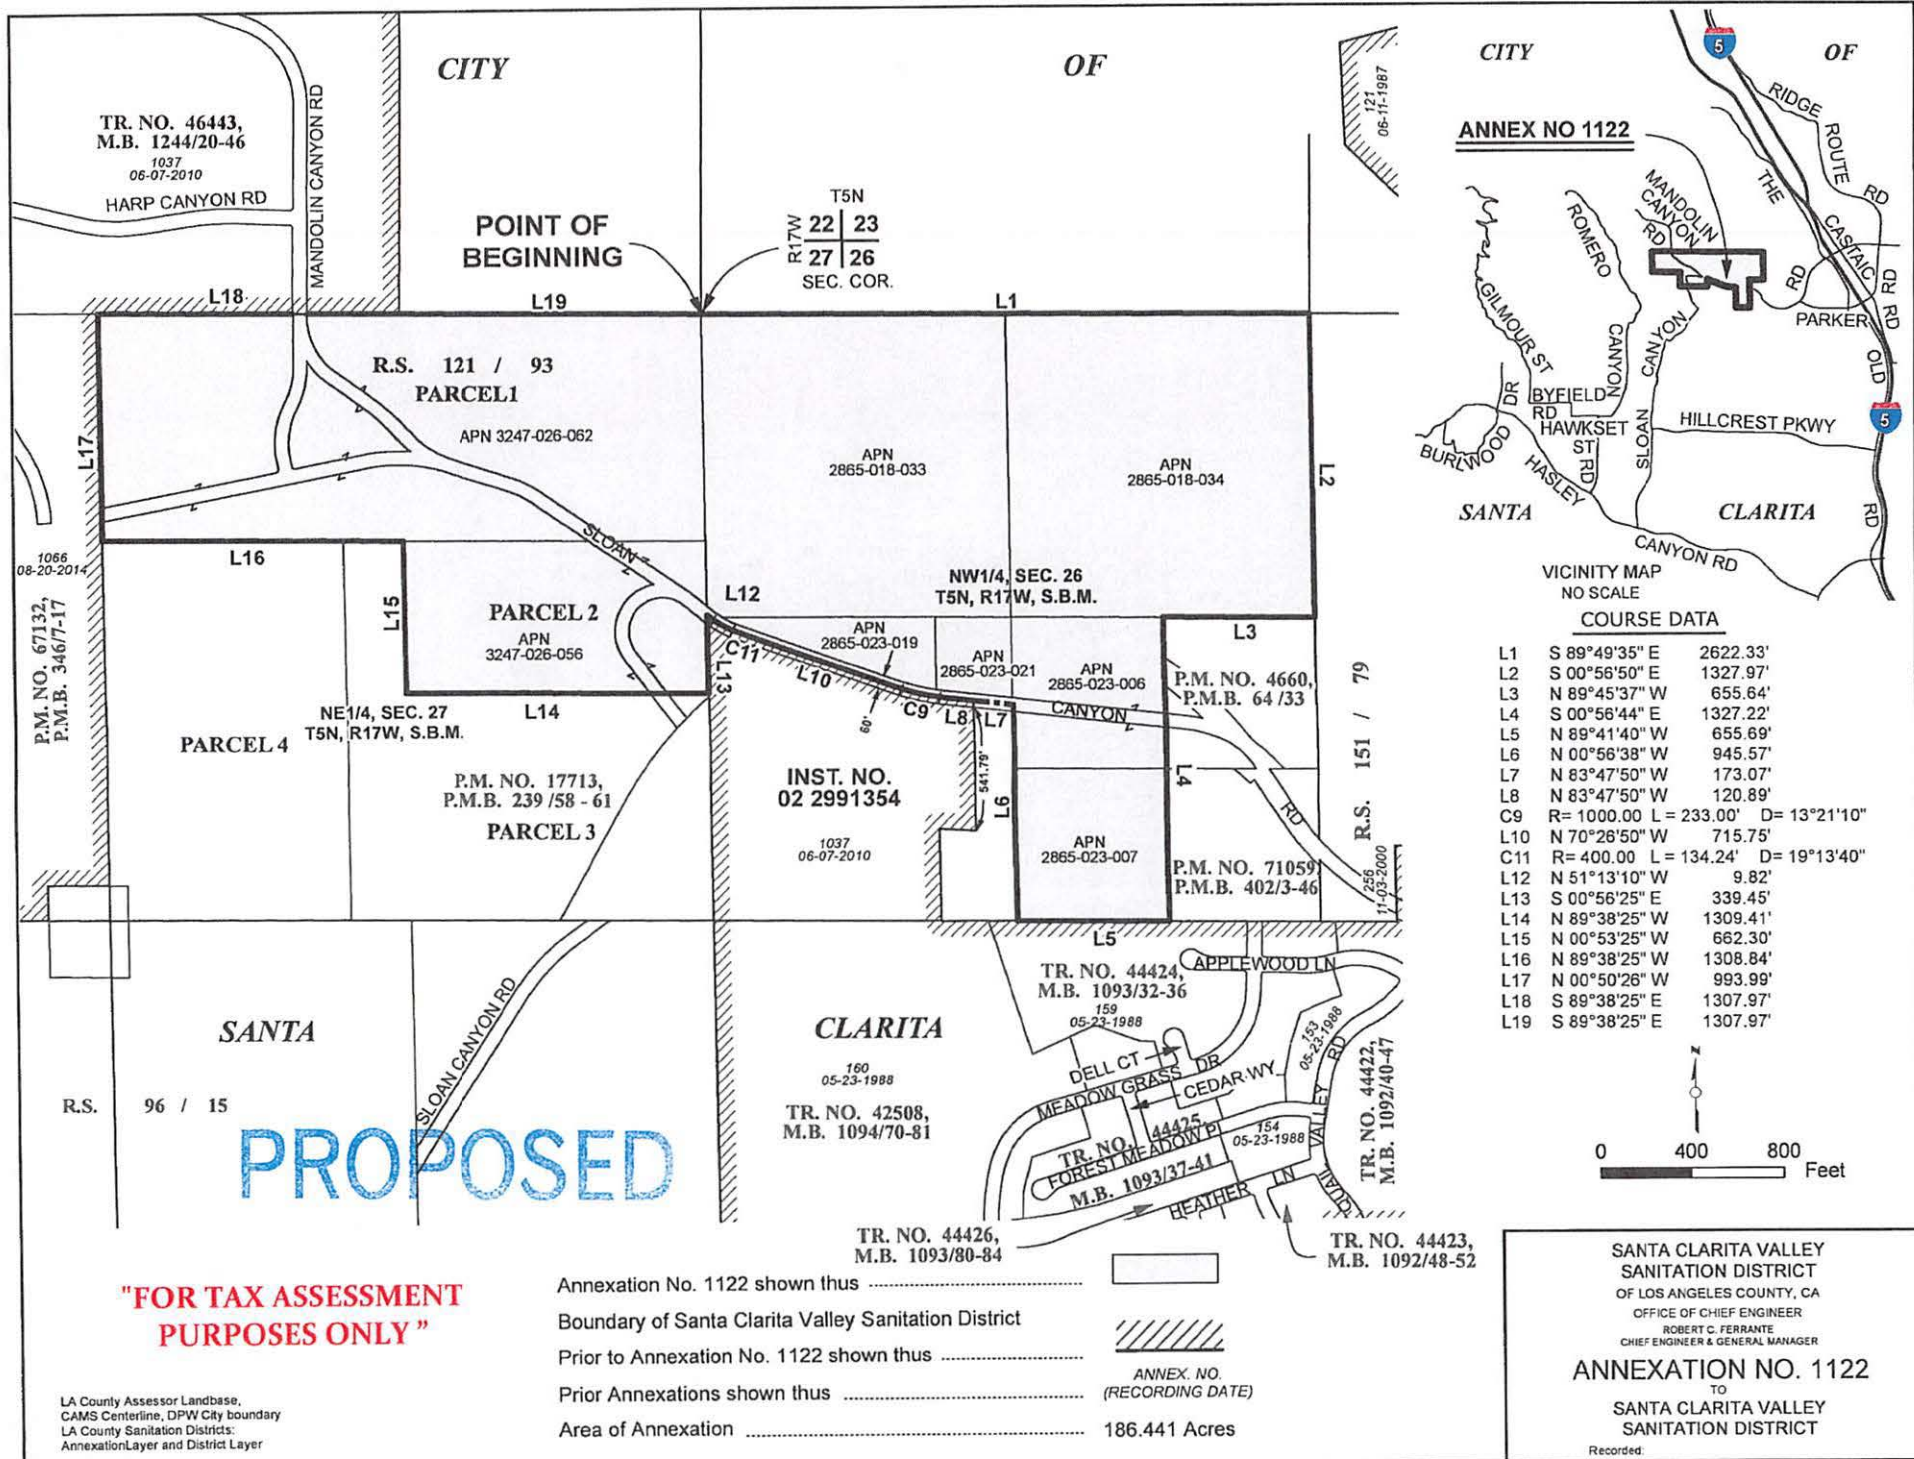 CITY
OF
TR. NO. 46443,
M.B. 1244/20-46
1037
06-07-2010
HARP CANYON RD
MANDOLIN CANYON RD
POINT OF
BEGINNING
T5N
R17W
22 23
27 26
SEC. COR.
121
06-11-1987
L18
L19
L1
R.S. 121 / 93
PARCEL1
APN 3247-026-062
APN
2865-018-033
APN
2865-018-034
L17
L2
1066
08-20-2014
P.M. NO. 67132,
P.M.B. 346/7-17
L16
SLOAN
NW1/4, SEC. 26
T5N, R17W, S.B.M.
L15
PARCEL 2
APN
3247-026-056
L12
C11
L13
L10
APN
2865-023-019
APN
2865-023-021
APN
2865-023-006
L3
P.M. NO. 4660,
P.M.B. 64 /33
C9
L8
L7
CANYON
60'
NE1/4, SEC. 27
T5N, R17W, S.B.M.
L14
PARCEL 4
P.M. NO. 17713,
P.M.B. 239 /58 - 61
PARCEL 3
INST. NO.
02 2991354
1037
06-07-2010
541.79'
L6
L4
RD
APN
2865-023-007
P.M. NO. 71059
P.M.B. 402/3-46
R.S. 151 / 79
256
11-03-2000
L5
SANTA
CLARITA
SLOAN CANYON RD
160
05-23-1988
TR. NO. 42508,
M.B. 1094/70-81
R.S. 96 / 15
PROPOSED
TR. NO. 44424,
M.B. 1093/32-36
159
05-23-1988
APPLEWOOD LN
153
05-23-1988
DELL CT
MEADOW GRASS DR
CEDAR WY
TR. NO. 44425,
M.B. 1093/37-41
FOREST MEADOW Pl
154
05-23-1988
HEATHER LN
QUAIL VALLEY RD
TR. NO. 44422,
M.B. 1092/40-47
TR. NO. 44426,
M.B. 1093/80-84
TR. NO. 44423,
M.B. 1092/48-52
CITY
OF
5
ANNEX NO 1122
RIDGE ROUTE RD
THE
MANDOLIN
CANYON
RD
ROMERO
CANYON
GILMOUR ST
CASTAIC
RD
RD
RD
PARKER
OLD
RD
SLOAN
CANYON
DR
BYFIELD
RD
HAWKSET
ST
RD
BURLWOOD
HASLEY
CANYON RD
HILLCREST PKWY
5
SANTA
CLARITA
VICINITY MAP
NO SCALE
COURSE DATA
L1 S 89°49'35" E 2622.33'
L2 S 00°56'50" E 1327.97'
L3 N 89°45'37" W 655.64'
L4 S 00°56'44" E 1327.22'
L5 N 89°41'40" W 655.69'
L6 N 00°56'38" W 945.57'
L7 N 83°47'50" W 173.07'
L8 N 83°47'50" W 120.89'
C9 R= 1000.00 L = 233.00' D= 13°21'10"
L10 N 70°26'50" W 715.75'
C11 R= 400.00 L = 134.24' D= 19°13'40"
L12 N 51°13'10" W 9.82'
L13 S 00°56'25" E 339.45'
L14 N 89°38'25" W 1309.41'
L15 N 00°53'25" W 662.30'
L16 N 89°38'25" W 1308.84'
L17 N 00°50'26" W 993.99'
L18 S 89°38'25" E 1307.97'
L19 S 89°38'25" E 1307.97'
N
0 400 800
Feet
"FOR TAX ASSESSMENT
PURPOSES ONLY "
Annexation No. 1122 shown thus
Boundary of Santa Clarita Valley Sanitation District
Prior to Annexation No. 1122 shown thus
Prior Annexations shown thus
ANNEX. NO.
(RECORDING DATE)
Area of Annexation 186.441 Acres
LA County Assessor Landbase,
CAMS Centerline, DPW City boundary
LA County Sanitation Districts:
AnnexationLayer and District Layer
SANTA CLARITA VALLEY
SANITATION DISTRICT
OF LOS ANGELES COUNTY, CA
OFFICE OF CHIEF ENGINEER
ROBERT C. FERRANTE
CHIEF ENGINEER & GENERAL MANAGER
ANNEXATION NO. 1122
TO
SANTA CLARITA VALLEY
SANITATION DISTRICT
Recorded: